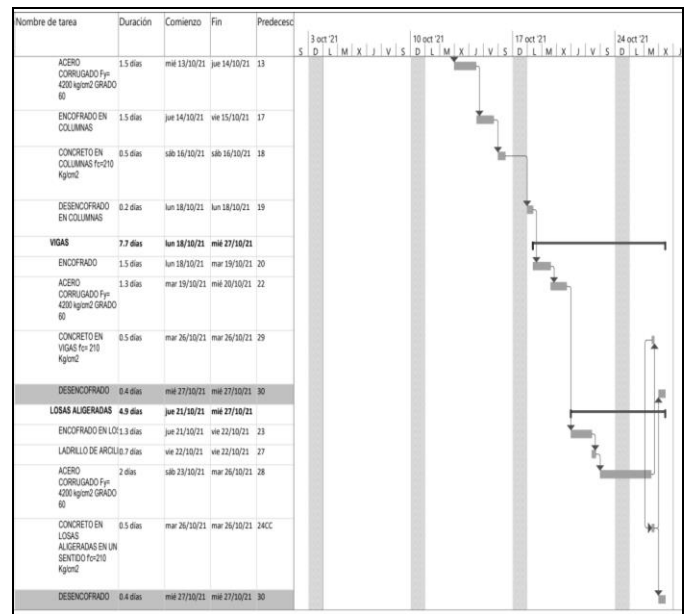 Nombre de tarea Duración Comienzo Fin Predecesc
3 oct '21 10 oct '21 17 oct '21 24 oct '21
S D L M X J V S D L M X J V S D L M X J V S D L M X J
ACERO 1.5 días mié 13/10/21 jue 14/10/21 13
CORRUGADO Fy=
4200 kg/cm2 GRADO
60
ENCOFRADO EN 1.5 días jue 14/10/21 vie 15/10/21 17
COLUMNAS
CONCRETO EN 0.5 días sáb 16/10/21 sáb 16/10/21 18
COLUMNAS fc=210
Kg/cm2
DESENCOFRADO 0.2 días lun 18/10/21 lun 18/10/21 19
EN COLUMNAS
VIGAS 7.7 días lun 18/10/21 mié 27/10/21
ENCOFRADO 1.5 días lun 18/10/21 mar 19/10/21 20
ACERO 1.3 días mar 19/10/21 mié 20/10/21 22
CORRUGADO Fy=
4200 kg/cm2 GRADO
60
CONCRETO EN 0.5 días mar 26/10/21 mar 26/10/21 29
VIGAS fc= 210
Kg/cm2
DESENCOFRADO 0.4 días mié 27/10/21 mié 27/10/21 30
LOSAS ALIGERADAS 4.9 días jue 21/10/21 mié 27/10/21
ENCOFRADO EN LO 1.3 días jue 21/10/21 vie 22/10/21 23
LADRILLO DE ARCIL 0.7 días vie 22/10/21 vie 22/10/21 27
ACERO 2 días sáb 23/10/21 mar 26/10/21 28
CORRUGADO Fy=
4200 kg/cm2 GRADO
60
CONCRETO EN 0.5 días mar 26/10/21 mar 26/10/21 24CC
LOSAS
ALIGERADAS EN UN
SENTIDO fc=210
Kg/cm2
DESENCOFRADO 0.4 días mié 27/10/21 mié 27/10/21 30